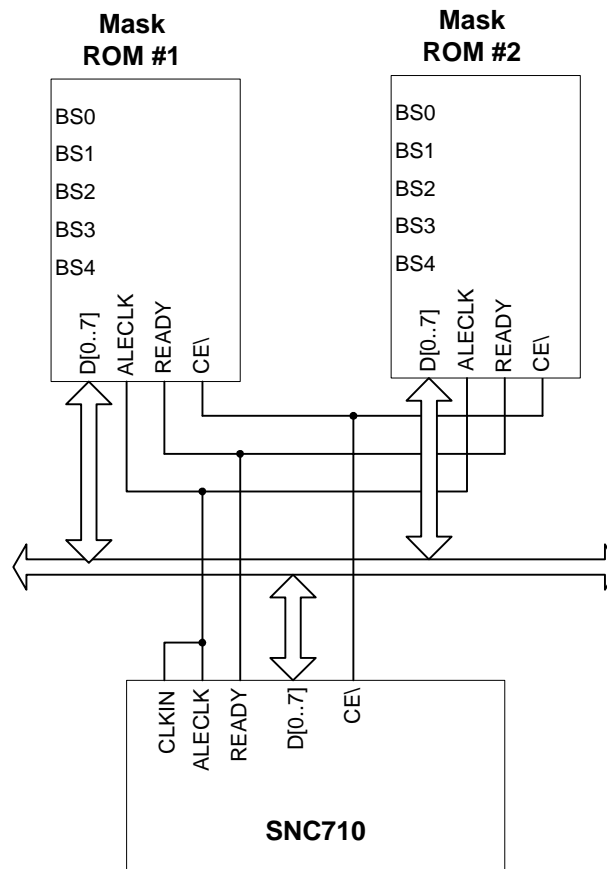 Mask
ROM #1
BS0
BS1
BS2
BS3
BS4
D[0..7]
ALECLK
READY
CE\
Mask
ROM #2
BS0
BS1
BS2
BS3
BS4
D[0..7]
ALECLK
READY
CE\
CLKIN
ALECLK
READY
D[0..7]
CE\
SNC710